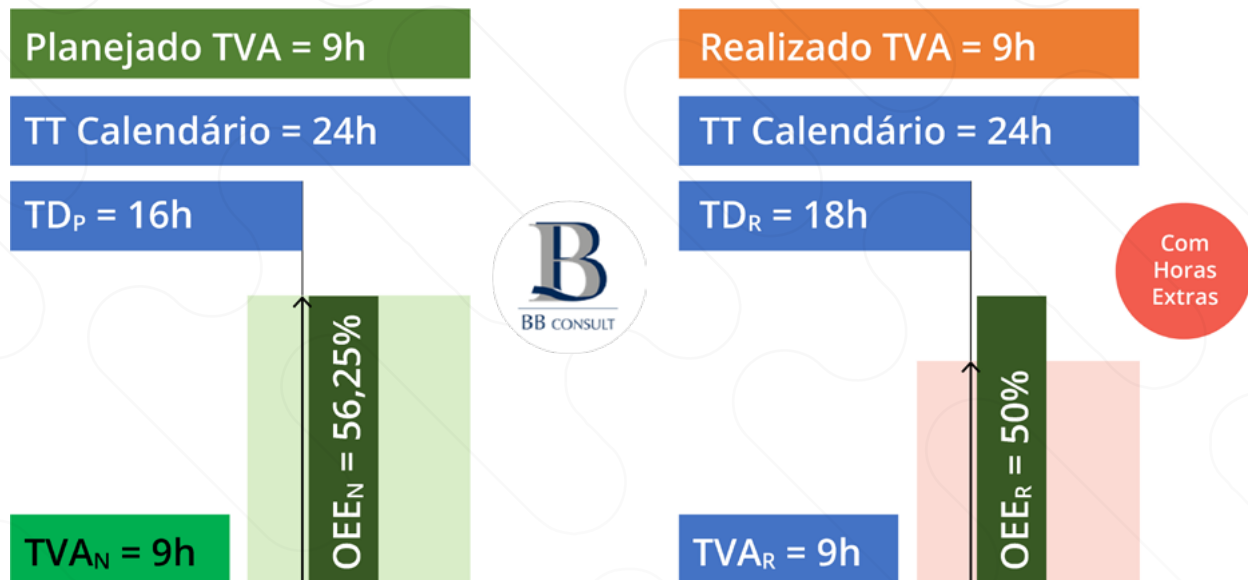 Planejado TVA = 9h
TT Calendário = 24h
TDP = 16h
OEEN = 56,25%
TVAN = 9h
B
BB CONSULT
Realizado TVA = 9h
TT Calendário = 24h
TDR = 18h
Com
Horas
Extras
OEER = 50%
TVAR = 9h